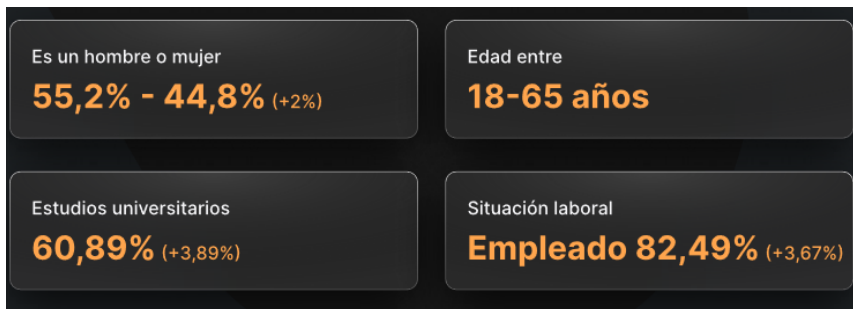 Es un hombre o mujer
55,2% - 44,8% (+2%)
Edad entre
18-65 años
Estudios universitarios
60,89% (+3,89%)
Situación laboral
Empleado 82,49% (+3,67%)